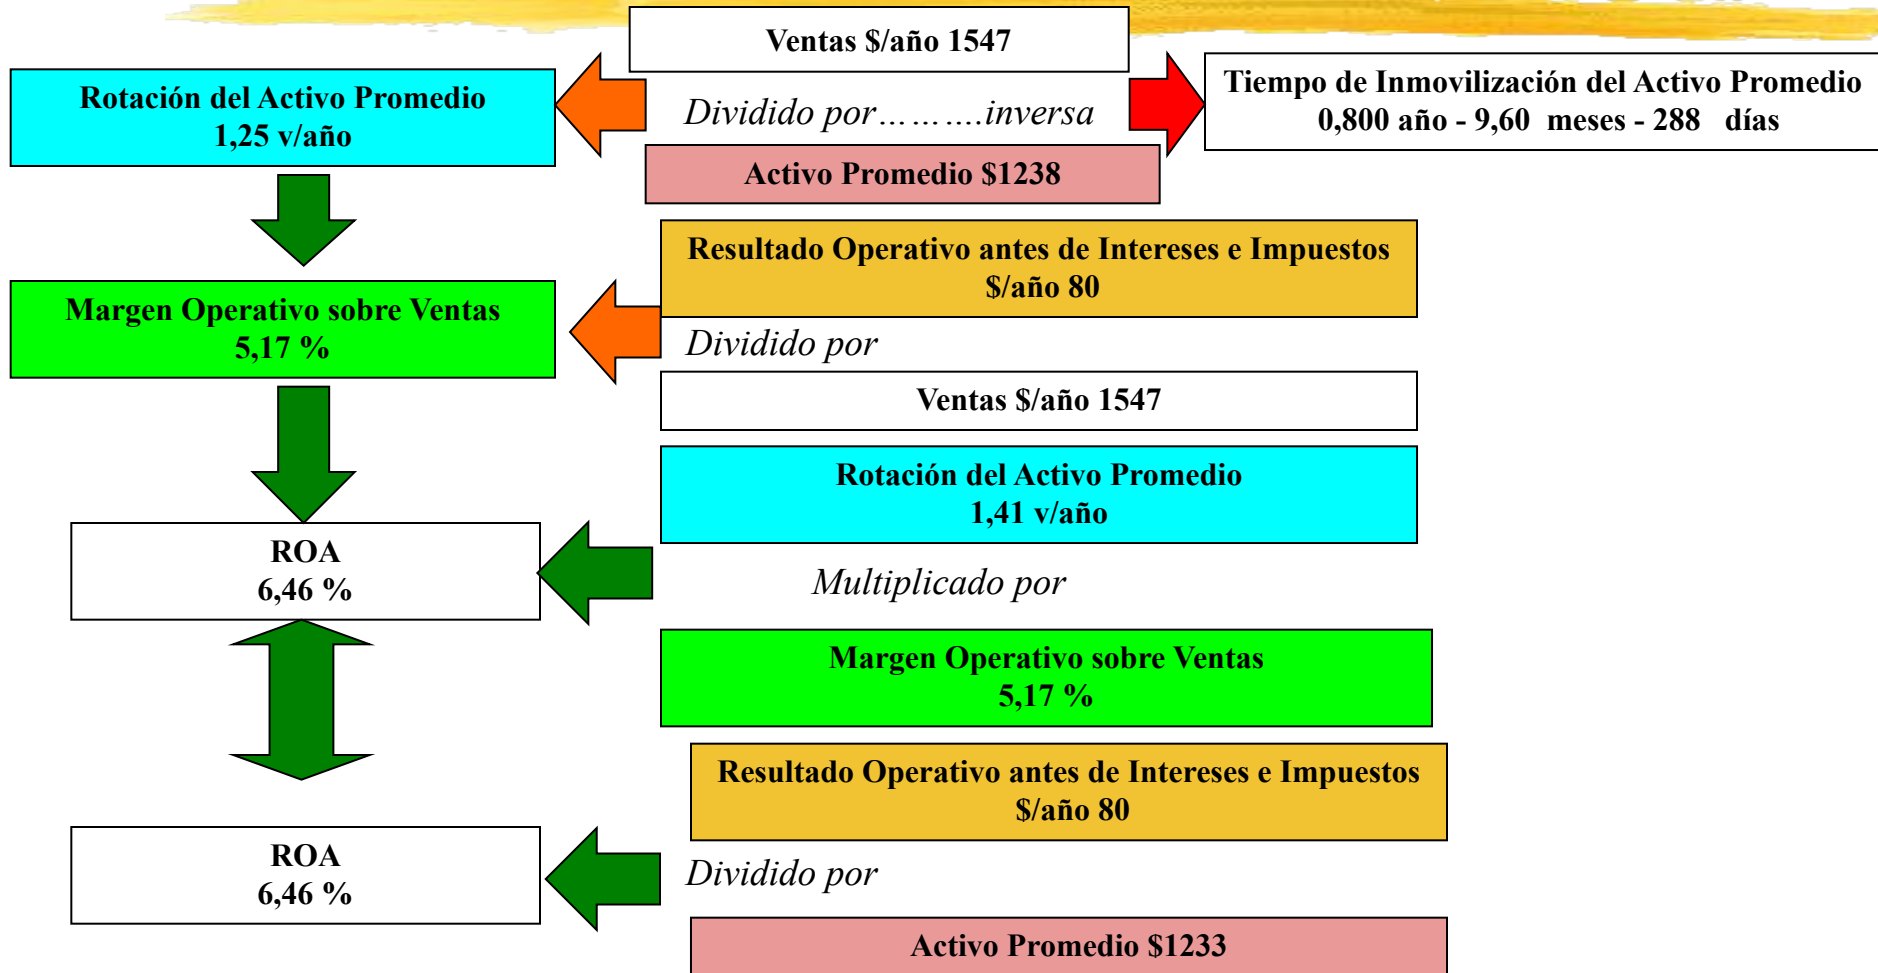 Ventas $/año 1547
Rotación del Activo Promedio
1,25 v/año
Dividido por……….inversa
Tiempo de Inmovilización del Activo Promedio
0,800 año - 9,60 meses - 288 días
Activo Promedio $1238
Resultado Operativo antes de Intereses e Impuestos
$/año 80
Margen Operativo sobre Ventas
5,17 %
Dividido por
Ventas $/año 1547
Rotación del Activo Promedio
1,41 v/año
ROA
6,46 %
Multiplicado por
Margen Operativo sobre Ventas
5,17 %
Resultado Operativo antes de Intereses e Impuestos
$/año 80
ROA
6,46 %
Dividido por
Activo Promedio $1233